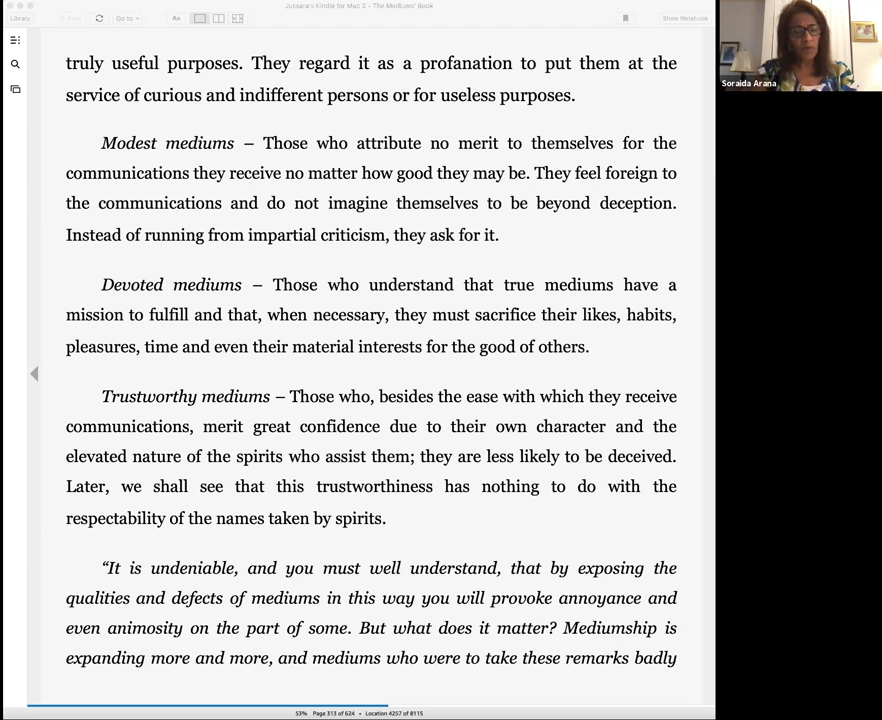 Jussara's Kindle for Mac 2 - The Mediums' Book
Library
Back
Go to
Aa
Show Notebook
truly useful purposes. They regard it as a profanation to put them at the
service of curious and indifferent persons or for useless purposes.
Modest mediums – Those who attribute no merit to themselves for the
communications they receive no matter how good they may be. They feel foreign to
the communications and do not imagine themselves to be beyond deception.
Instead of running from impartial criticism, they ask for it.
Devoted mediums – Those who understand that true mediums have a
mission to fulfill and that, when necessary, they must sacrifice their likes, habits,
pleasures, time and even their material interests for the good of others.
Trustworthy mediums – Those who, besides the ease with which they receive
communications, merit great confidence due to their own character and the
elevated nature of the spirits who assist them; they are less likely to be deceived.
Later, we shall see that this trustworthiness has nothing to do with the
respectability of the names taken by spirits.
“It is undeniable, and you must well understand, that by exposing the
qualities and defects of mediums in this way you will provoke annoyance and
even animosity on the part of some. But what does it matter? Mediumship is
expanding more and more, and mediums who were to take these remarks badly
53% Page 313 of 624 • Location 4257 of 8115
Soraida Arana